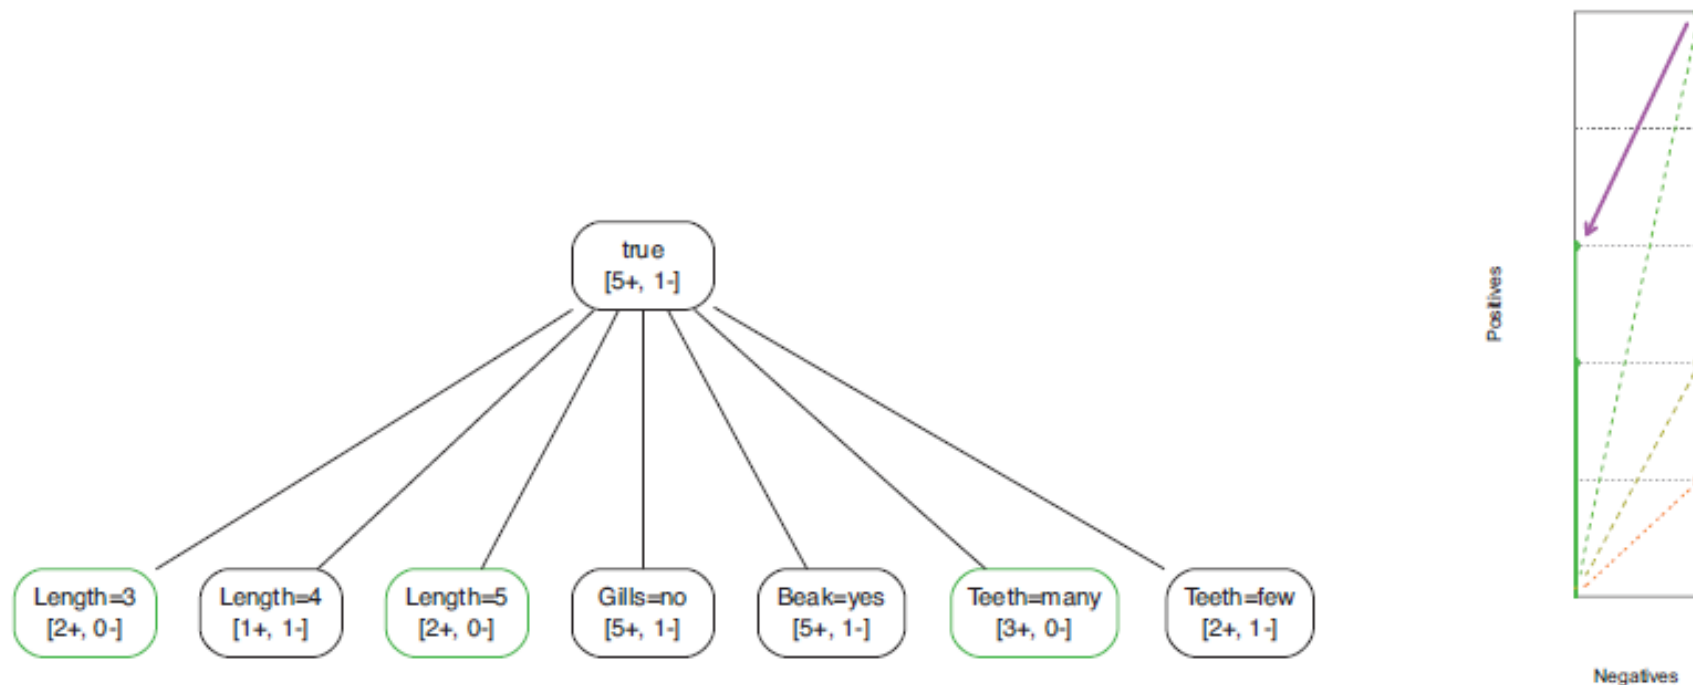 true
[5+, 1-]
Length=3
[2+, 0-]
Length=4
[1+, 1-]
Length=5
[2+, 0-]
Gills=no
[5+, 1-]
Beak=yes
[5+, 1-]
Teeth=many
[3+, 0-]
Teeth=few
[2+, 1-]
Positives
Negatives